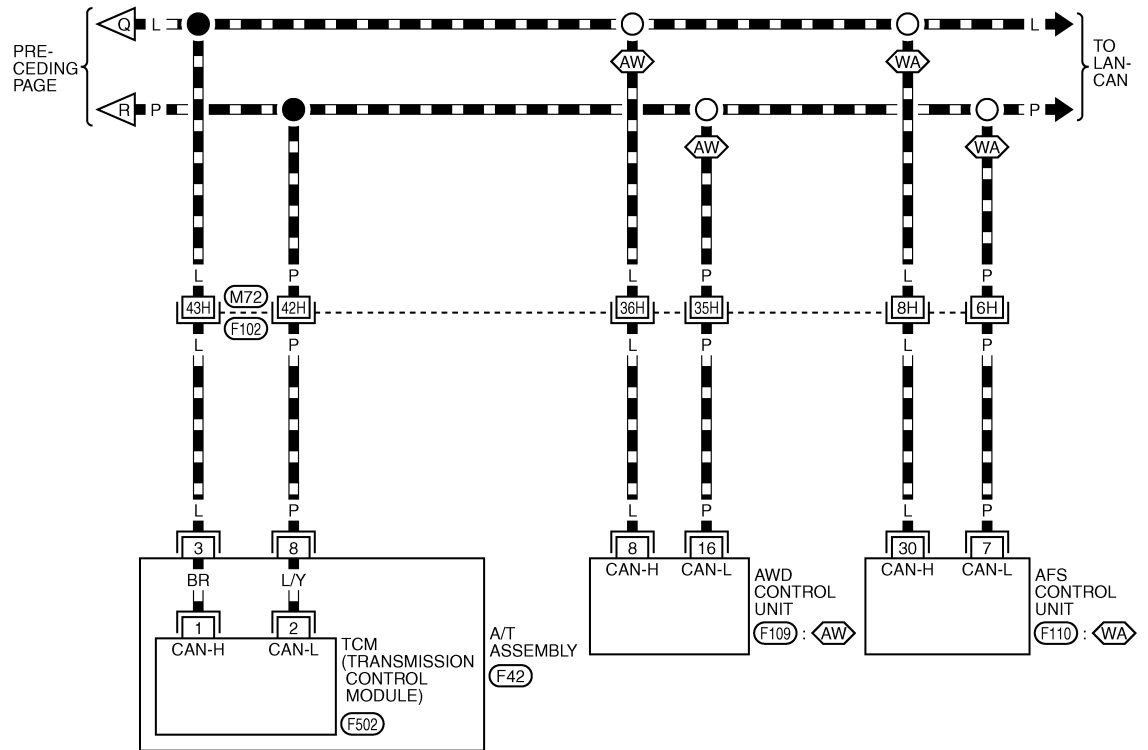 Q L L
PRE-
CEDING
PAGE
AW WA
TO
LAN-
CAN
R P P
AW WA
L P L P L P
43H M72 42H 36H 35H 8H 6H
F102
L P L P L P
L P L P L P
3 8 8 16 30 7
BR L/Y
CAN-H CAN-L
AWD
CONTROL
UNIT
F109 : AW
CAN-H CAN-L
AFS
CONTROL
UNIT
F110 : WA
1 2
CAN-H CAN-L
TCM
(TRANSMISSION
CONTROL
MODULE)
F502
A/T
ASSEMBLY
F42